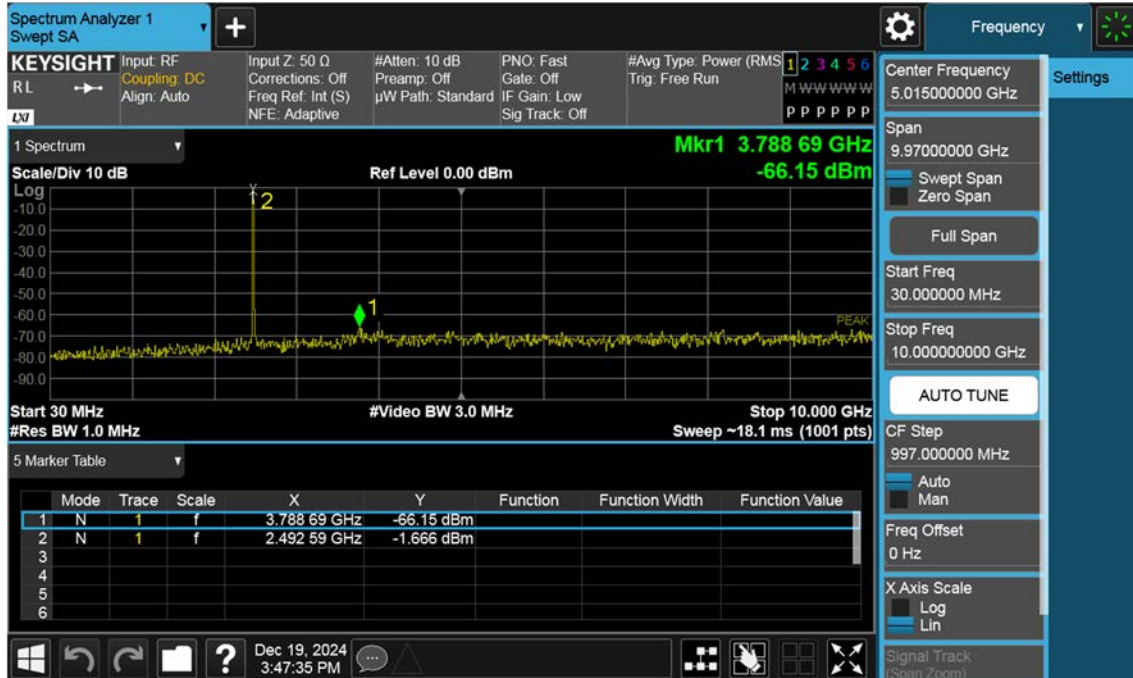 Spectrum Analyzer 1
Swept SA
+
Frequency
KEYSIGHT
R L
LXI
Input: RF
Coupling: DC
Align: Auto
Input Z: 50 Ω
Corrections: Off
Freq Ref: Int (S)
NFE: Adaptive
#Atten: 10 dB
Preamp: Off
µW Path: Standard
PNO: Fast
Gate: Off
IF Gain: Low
Sig Track: Off
#Avg Type: Power (RMS
Trig: Free Run
1 2 3 4 5 6
M W W W W W
P P P P P P
1 Spectrum
Mkr1 3.788 69 GHz
Scale/Div 10 dB
Ref Level 0.00 dBm
-66.15 dBm
Log
-10.0
-20.0
-30.0
-40.0
-50.0
-60.0
-70.0
-80.0
-90.0
2
1
PEAK
Start 30 MHz
#Video BW 3.0 MHz
Stop 10.000 GHz
#Res BW 1.0 MHz
Sweep ~18.1 ms (1001 pts)
5 Marker Table
Mode Trace Scale X Y Function Function Width Function Value
1 N 1 f 3.788 69 GHz -66.15 dBm
2 N 1 f 2.492 59 GHz -1.666 dBm
3
4
5
6
?
Dec 19, 2024
3:47:35 PM
Center Frequency
5.015000000 GHz
Settings
Span
9.97000000 GHz
Swept Span
Zero Span
Full Span
Start Freq
30.000000 MHz
Stop Freq
10.000000000 GHz
AUTO TUNE
CF Step
997.000000 MHz
Auto
Man
Freq Offset
0 Hz
X Axis Scale
Log
Lin
Signal Track
(Span Zoom)